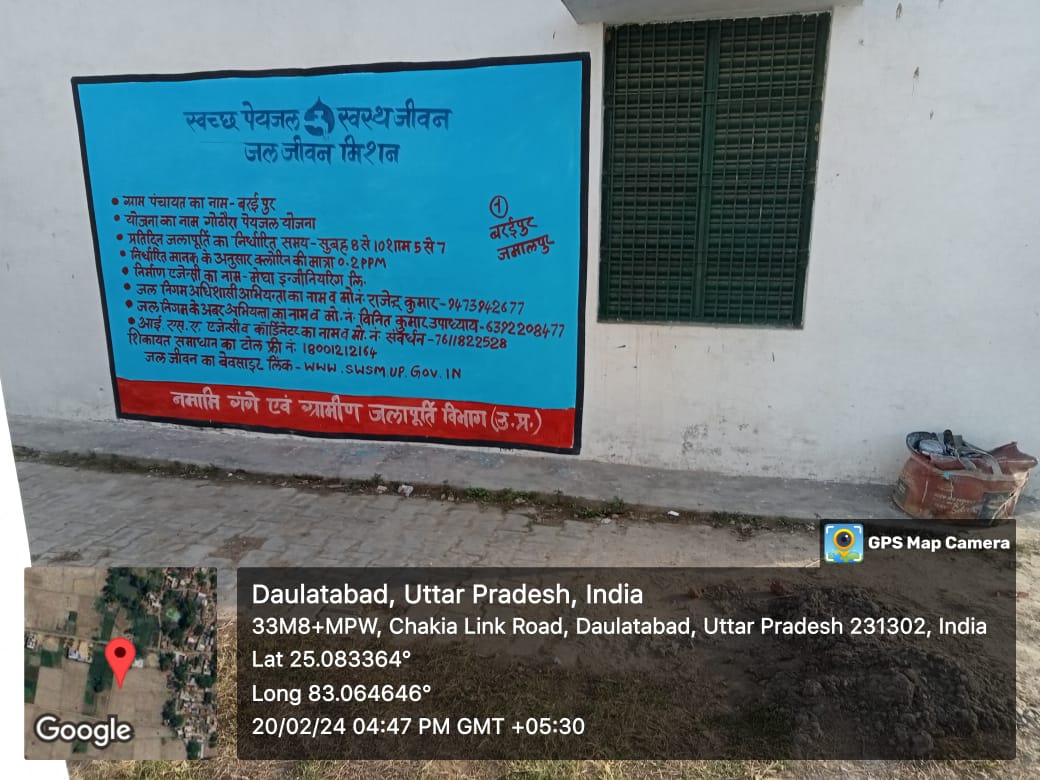 स्वच्छ पेयजल स्वस्थ जीवन
जल जीवन मिशन
• ग्राम पंचायत का नाम - बरईपुर
• योजना का नाम गोठौरा पेयजल योजना
• प्रतिदिन जलापूर्ति का निर्धारित समय - सुबह 8 से 10 शाम 5 से 7
• निर्धारित मानक के अनुसार क्लोरिन की मात्रा 0.2 PPM
• निर्माण एजेन्सी का नाम - मेघा इन्जीनियरिंग लि.
• जल निगम अधिशासी अभियन्ता का नाम व मो.नं. राजेन्द्र कुमार - 9473942677
• जल निगम के अवर अभियन्ता का नाम व मो. नं. विनित कुमार उपाध्याय - 6392208477
• आई. एस. ए. एजेन्सी व कार्डिनेटर का नाम व मो. नं. संवर्धन - 7611822528
शिकायत समाधान का टोल फ्री नं. 18001212164
जल जीवन का बेवसाइट लिंक - WWW.SWSM.UP.GOV.IN
1
बरईपुर
जमालपुर
नमामि गंगे एवं ग्रामीण जलापूर्ति विभाग (उ.प्र.)
GPS Map Camera
Daulatabad, Uttar Pradesh, India
33M8+MPW, Chakia Link Road, Daulatabad, Uttar Pradesh 231302, India
Lat 25.083364°
Long 83.064646°
20/02/24 04:47 PM GMT +05:30
Google